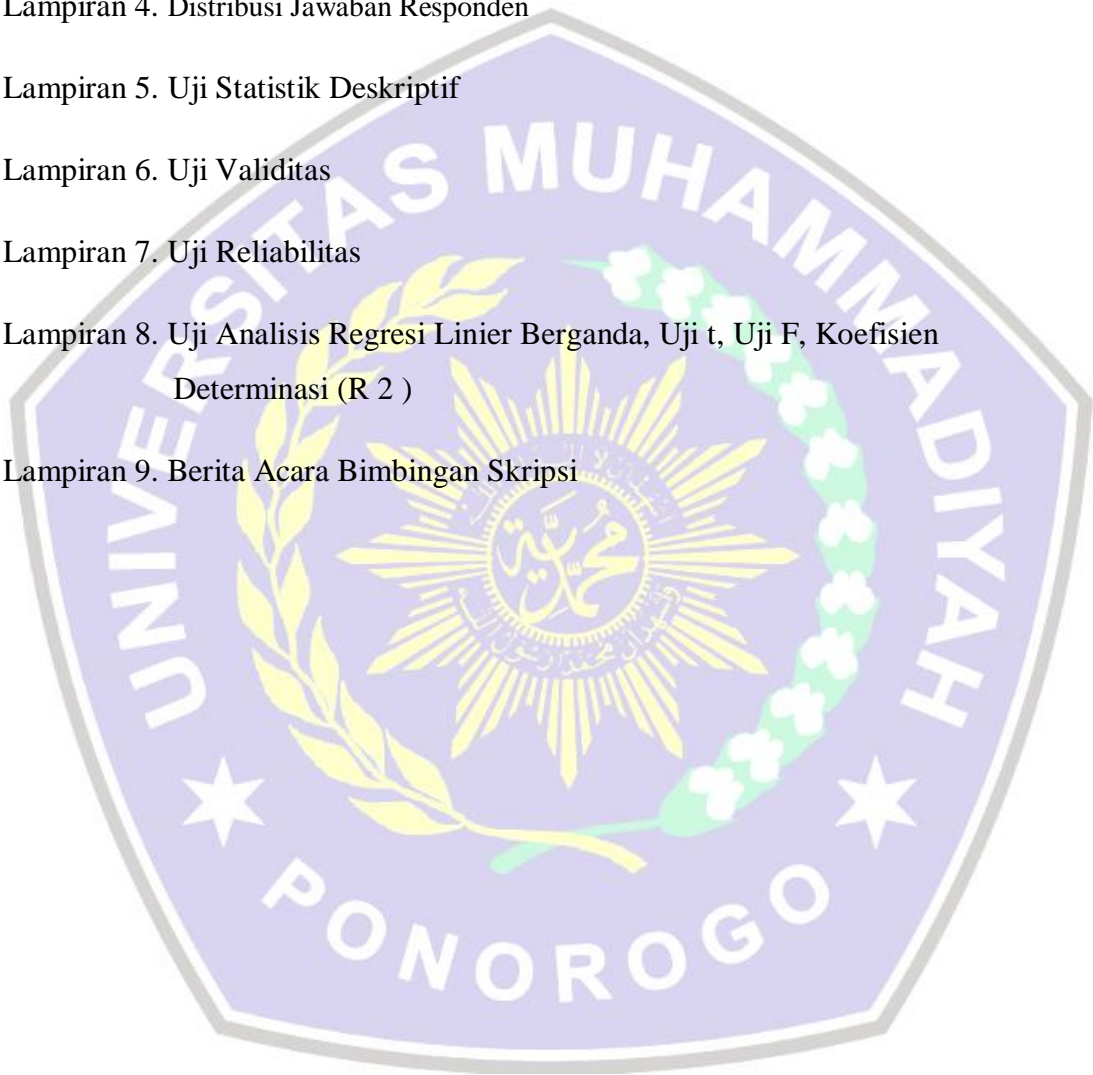 Lampiran 4. Distribusi Jawaban Responden
Lampiran 5. Uji Statistik Deskriptif
Lampiran 6. Uji Validitas
Lampiran 7. Uji Reliabilitas
Lampiran 8. Uji Analisis Regresi Linier Berganda, Uji t, Uji F, Koefisien
Determinasi (R 2 )
Lampiran 9. Berita Acara Bimbingan Skripsi
UNIVERSITAS MUHAMMADIYAH
محمدية
PONOROGO